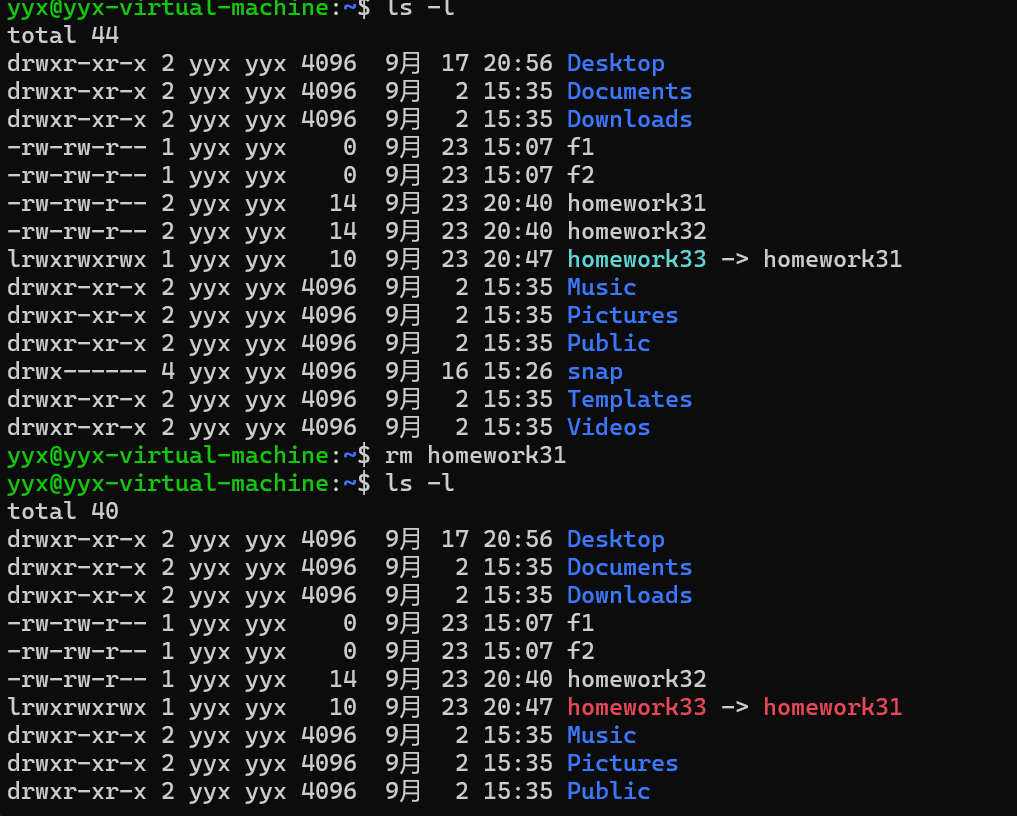 yyx@yyx-virtual-machine:~$ ls -l
total 44
drwxr-xr-x 2 yyx yyx 4096  9月  17 20:56 Desktop
drwxr-xr-x 2 yyx yyx 4096  9月   2 15:35 Documents
drwxr-xr-x 2 yyx yyx 4096  9月   2 15:35 Downloads
-rw-rw-r-- 1 yyx yyx    0  9月  23 15:07 f1
-rw-rw-r-- 1 yyx yyx    0  9月  23 15:07 f2
-rw-rw-r-- 2 yyx yyx   14  9月  23 20:40 homework31
-rw-rw-r-- 2 yyx yyx   14  9月  23 20:40 homework32
lrwxrwxrwx 1 yyx yyx   10  9月  23 20:47 homework33 -> homework31
drwxr-xr-x 2 yyx yyx 4096  9月   2 15:35 Music
drwxr-xr-x 2 yyx yyx 4096  9月   2 15:35 Pictures
drwxr-xr-x 2 yyx yyx 4096  9月   2 15:35 Public
drwx------ 4 yyx yyx 4096  9月  16 15:26 snap
drwxr-xr-x 2 yyx yyx 4096  9月   2 15:35 Templates
drwxr-xr-x 2 yyx yyx 4096  9月   2 15:35 Videos
yyx@yyx-virtual-machine:~$ rm homework31
yyx@yyx-virtual-machine:~$ ls -l
total 40
drwxr-xr-x 2 yyx yyx 4096  9月  17 20:56 Desktop
drwxr-xr-x 2 yyx yyx 4096  9月   2 15:35 Documents
drwxr-xr-x 2 yyx yyx 4096  9月   2 15:35 Downloads
-rw-rw-r-- 1 yyx yyx    0  9月  23 15:07 f1
-rw-rw-r-- 1 yyx yyx    0  9月  23 15:07 f2
-rw-rw-r-- 1 yyx yyx   14  9月  23 20:40 homework32
lrwxrwxrwx 1 yyx yyx   10  9月  23 20:47 homework33 -> homework31
drwxr-xr-x 2 yyx yyx 4096  9月   2 15:35 Music
drwxr-xr-x 2 yyx yyx 4096  9月   2 15:35 Pictures
drwxr-xr-x 2 yyx yyx 4096  9月   2 15:35 Public